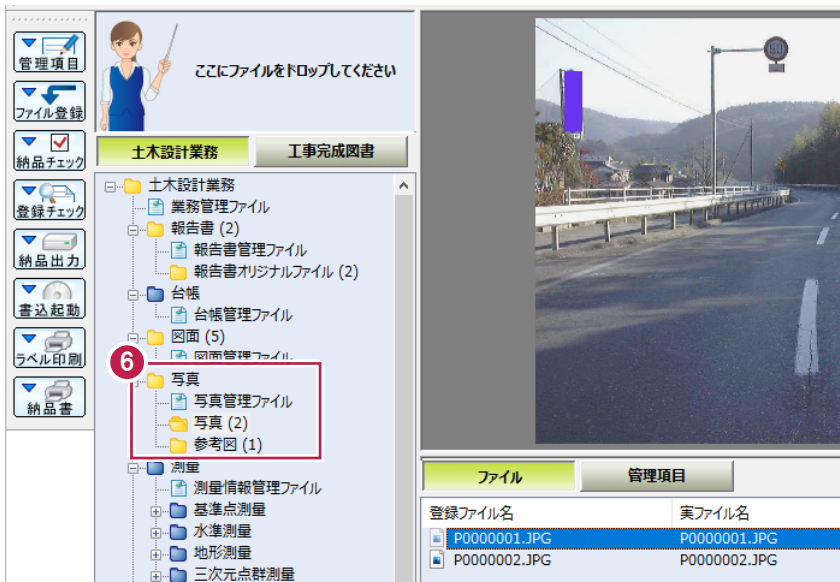 管理項目
ファイル登録
納品チェック
登録チェック
納品出力
書込起動
ラベル印刷
納品書
ここにファイルをドロップしてください
土木設計業務
工事完成図書
土木設計業務
業務管理ファイル
報告書 (2)
報告書管理ファイル
報告書オリジナルファイル (2)
台帳
台帳管理ファイル
図面 (5)
図面管理ファイル
6
写真
写真管理ファイル
写真 (2)
参考図 (1)
測量
測量情報管理ファイル
基準点測量
水準測量
地形測量
三次元点群測量
50
ファイル
管理項目
登録ファイル名 実ファイル名
P0000001.JPG P0000001.JPG
P0000002.JPG P0000002.JPG